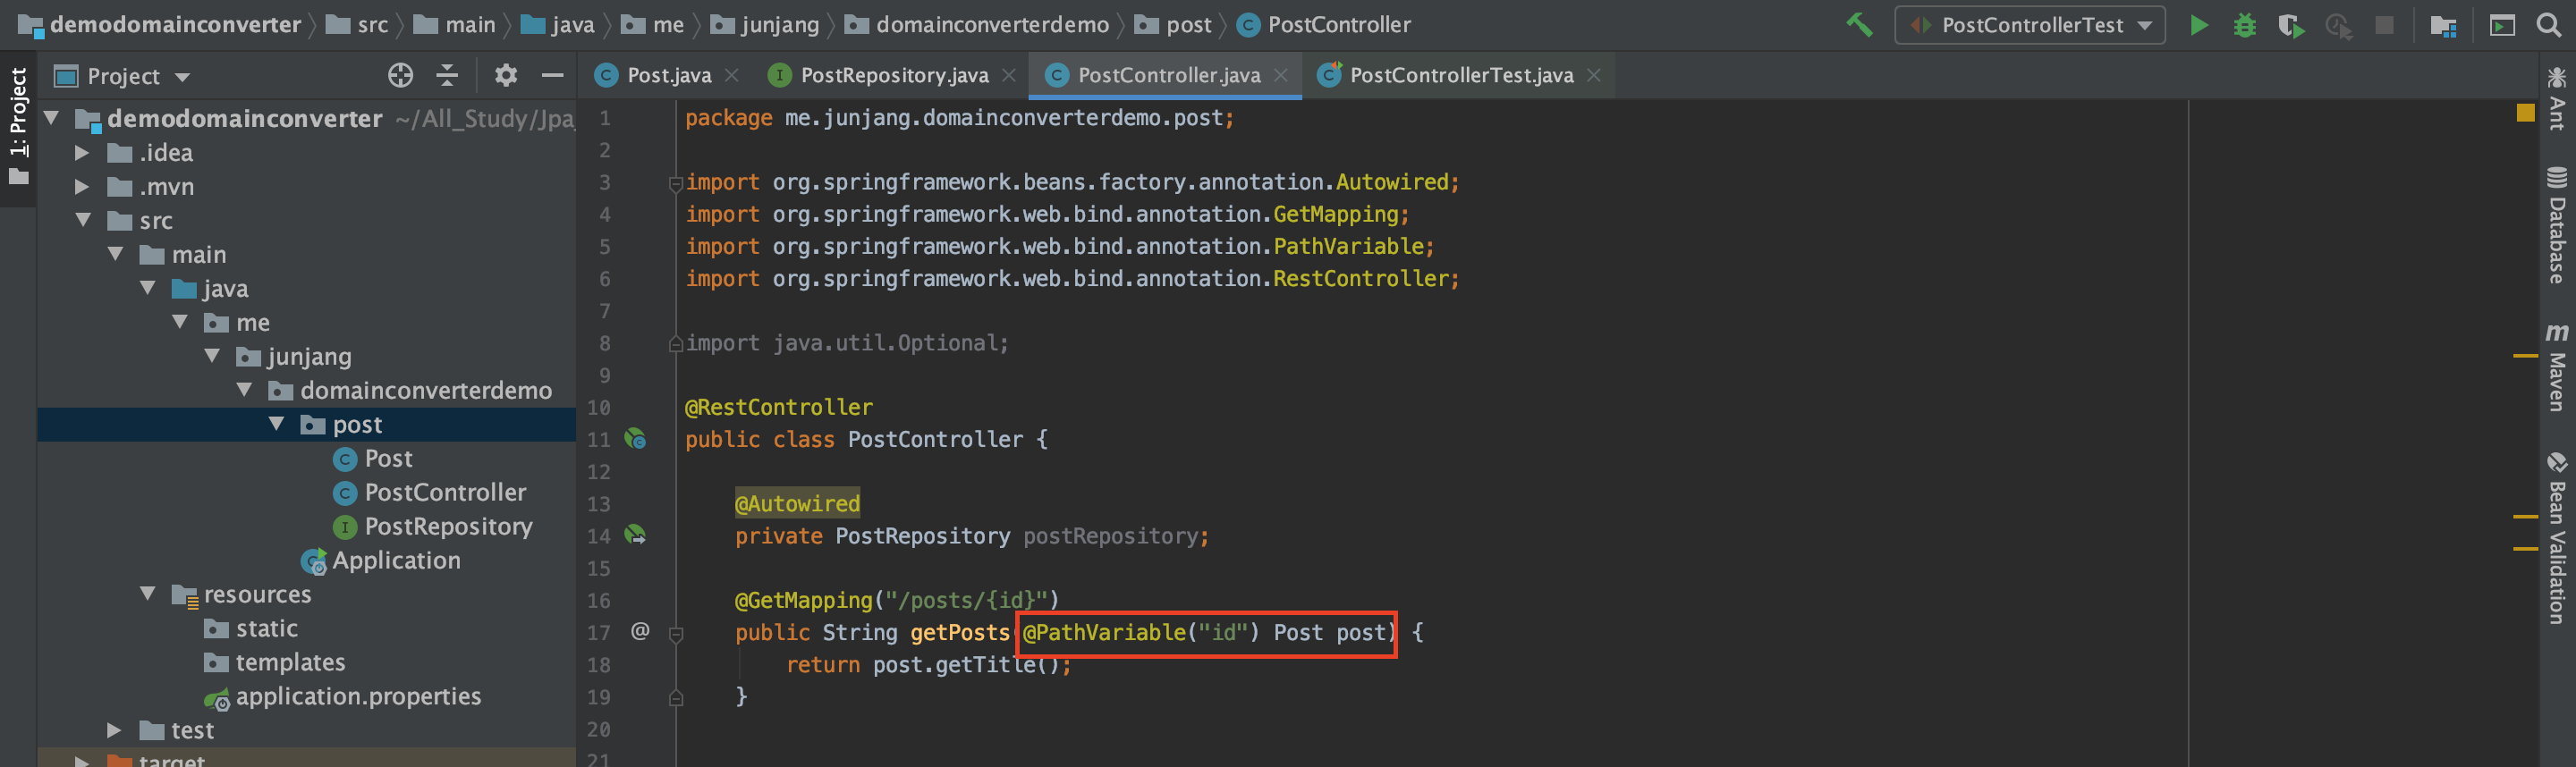 demodomainconverter src main java me junjang domainconverterdemo post PostController
PostControllerTest
1: Project
Project
demodomainconverter ~/All_Study/Jpa
.idea
.mvn
src
main
java
me
junjang
domainconverterdemo
post
Post
PostController
PostRepository
Application
resources
static
templates
application.properties
test
target
Post.java
PostRepository.java
PostController.java
PostControllerTest.java
1 package me.junjang.domainconverterdemo.post;
2
3 import org.springframework.beans.factory.annotation.Autowired;
4 import org.springframework.web.bind.annotation.GetMapping;
5 import org.springframework.web.bind.annotation.PathVariable;
6 import org.springframework.web.bind.annotation.RestController;
7
8 import java.util.Optional;
9
10 @RestController
11 public class PostController {
12
13 @Autowired
14 private PostRepository postRepository;
15
16 @GetMapping("/posts/{id}")
17 public String getPosts(@PathVariable("id") Post post) {
18 return post.getTitle();
19 }
20
21
Ant
Database
Maven
Bean Validation